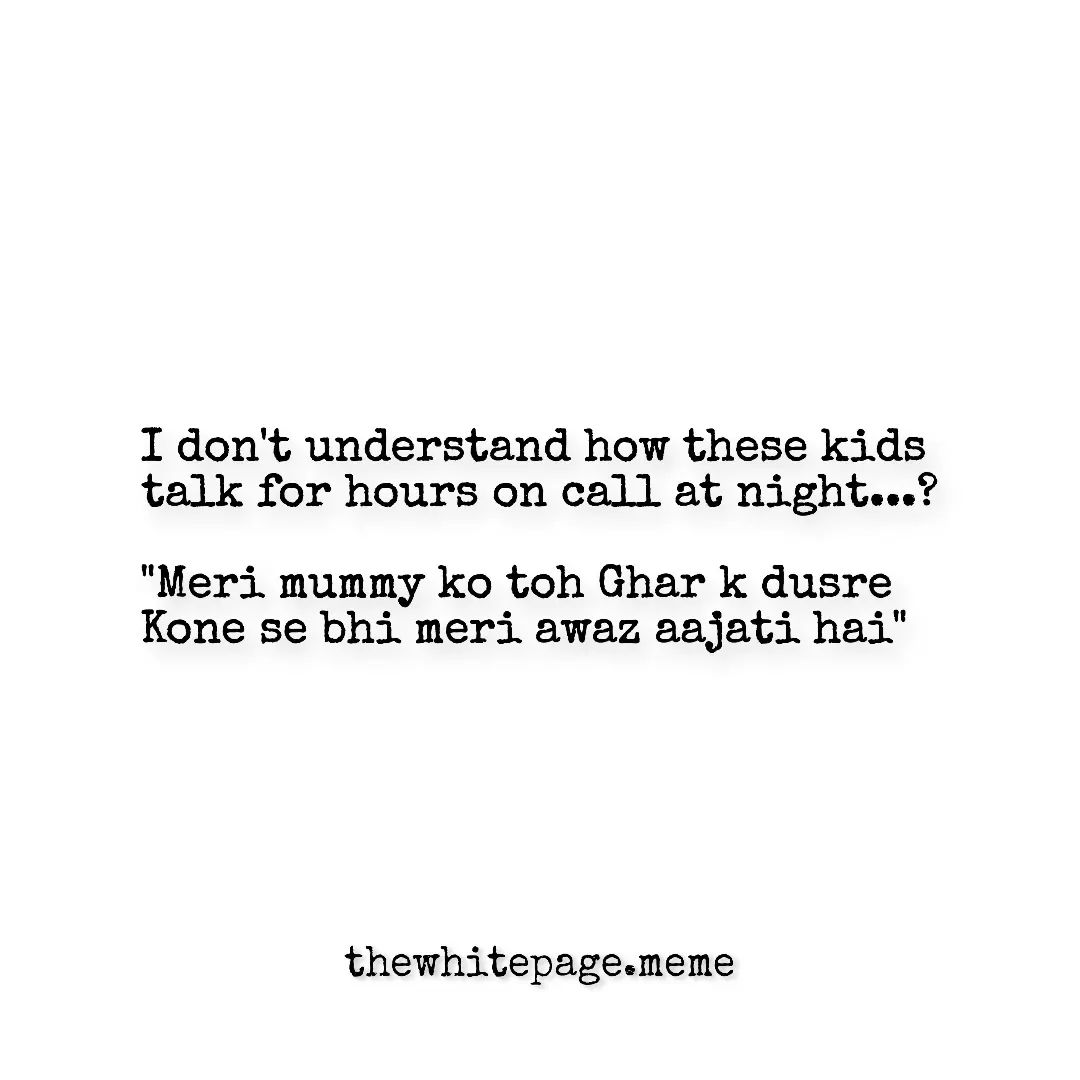 I don't understand how these kids
talk for hours on call at night...?
"Meri mummy ko toh Ghar k dusre
Kone se bhi meri awaz aajati hai"
thewhitepage.meme